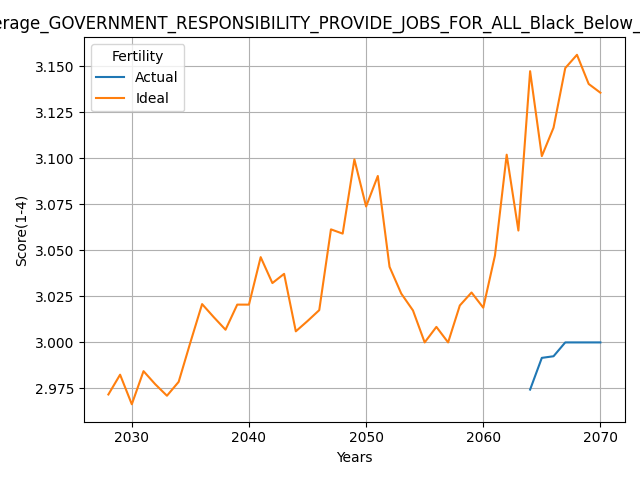 erage_GOVERNMENT_RESPONSIBILITY_PROVIDE_JOBS_FOR_ALL_Black_Below_
Fertility
Actual
Ideal
3.150
3.125
3.100
3.075
3.050
3.025
3.000
2.975
Score(1-4)
2030
2040
2050
2060
2070
Years